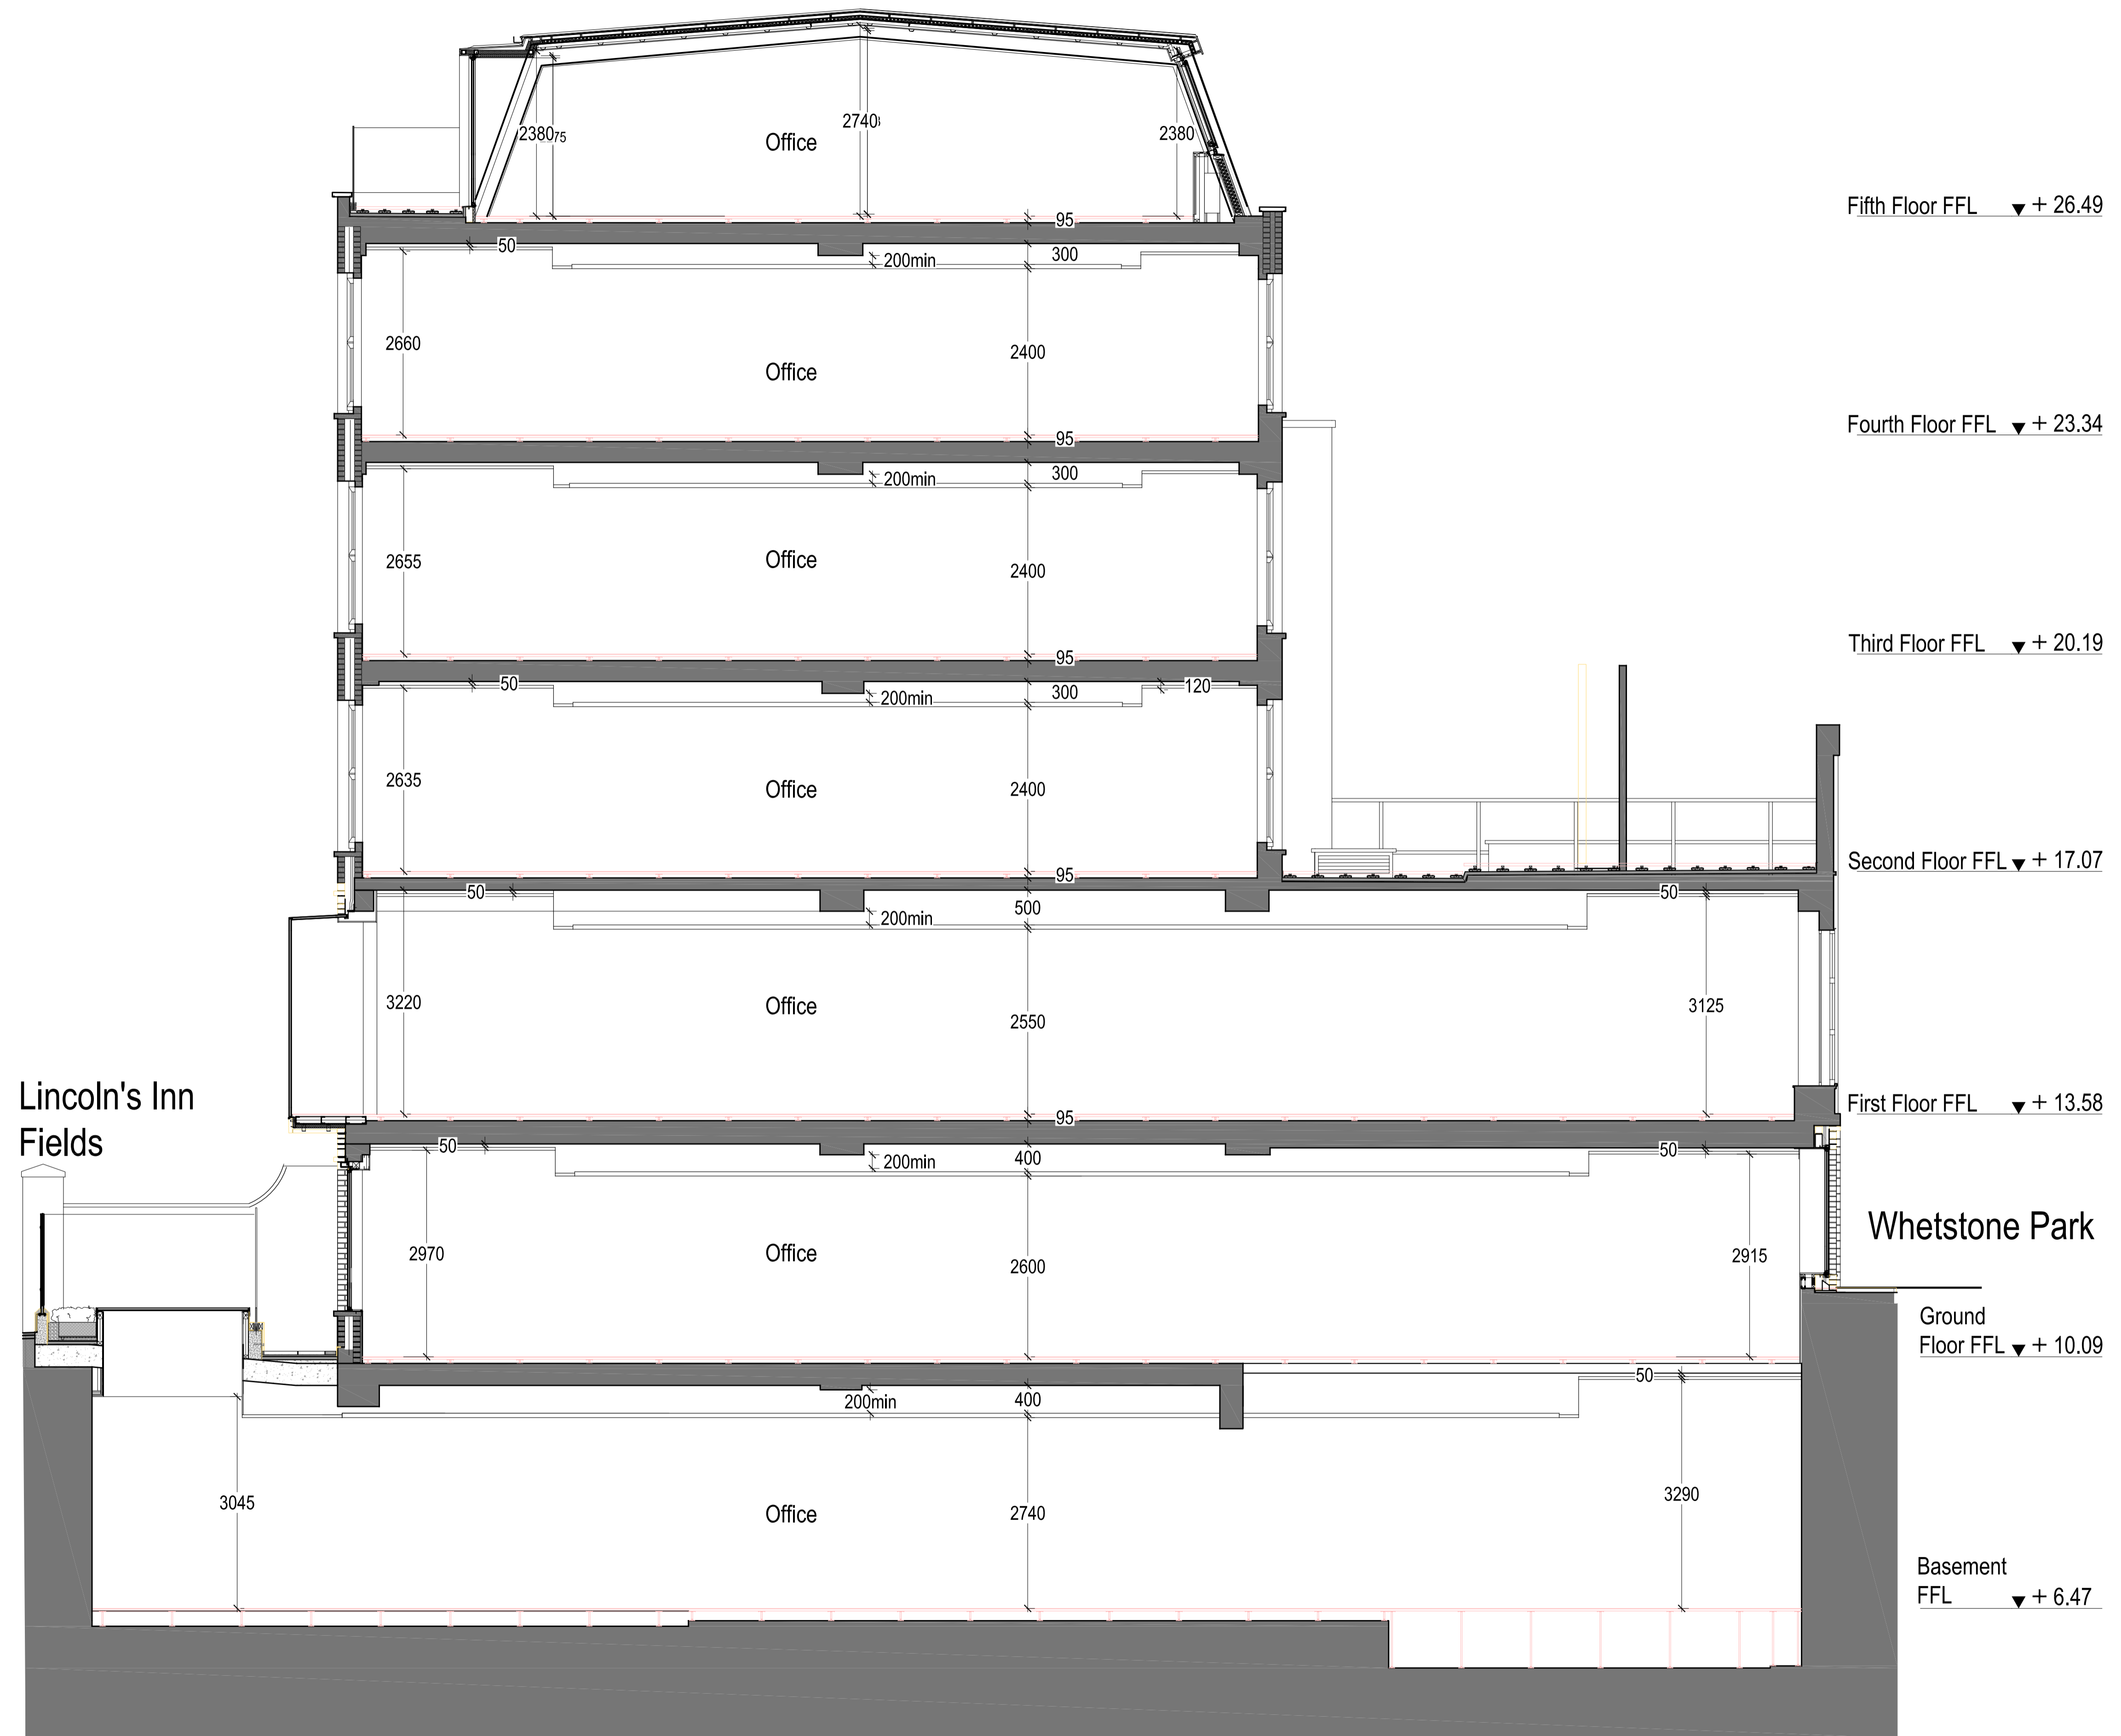 2380
75
Office
2740
2380
Fifth Floor FFL ▼ + 26.49
95
50
200min
300
2660
Office
2400
Fourth Floor FFL ▼ + 23.34
95
200min
300
2655
Office
2400
Third Floor FFL ▼ + 20.19
95
50
200min
300
120
2635
Office
2400
Second Floor FFL ▼ + 17.07
95
50
200min
500
50
3220
Office
2550
3125
Lincoln's Inn
Fields
First Floor FFL ▼ + 13.58
95
50
200min
400
50
2970
Office
2600
2915
Whetstone Park
Ground
Floor FFL ▼ + 10.09
200min
400
50
3045
Office
2740
3290
Basement
FFL ▼ + 6.47